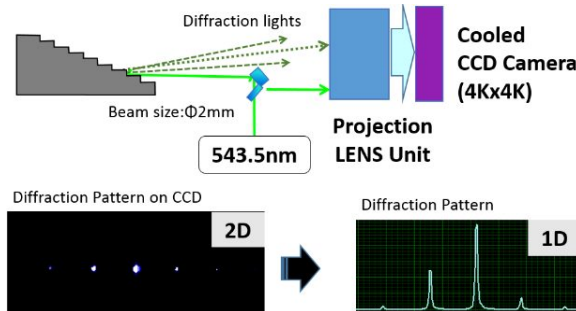 Diffraction lights
Cooled
CCD Camera
(4Kx4K)
Beam size:Φ2mm
Projection
LENS Unit
543.5nm
Diffraction Pattern on CCD
2D
Diffraction Pattern
1D